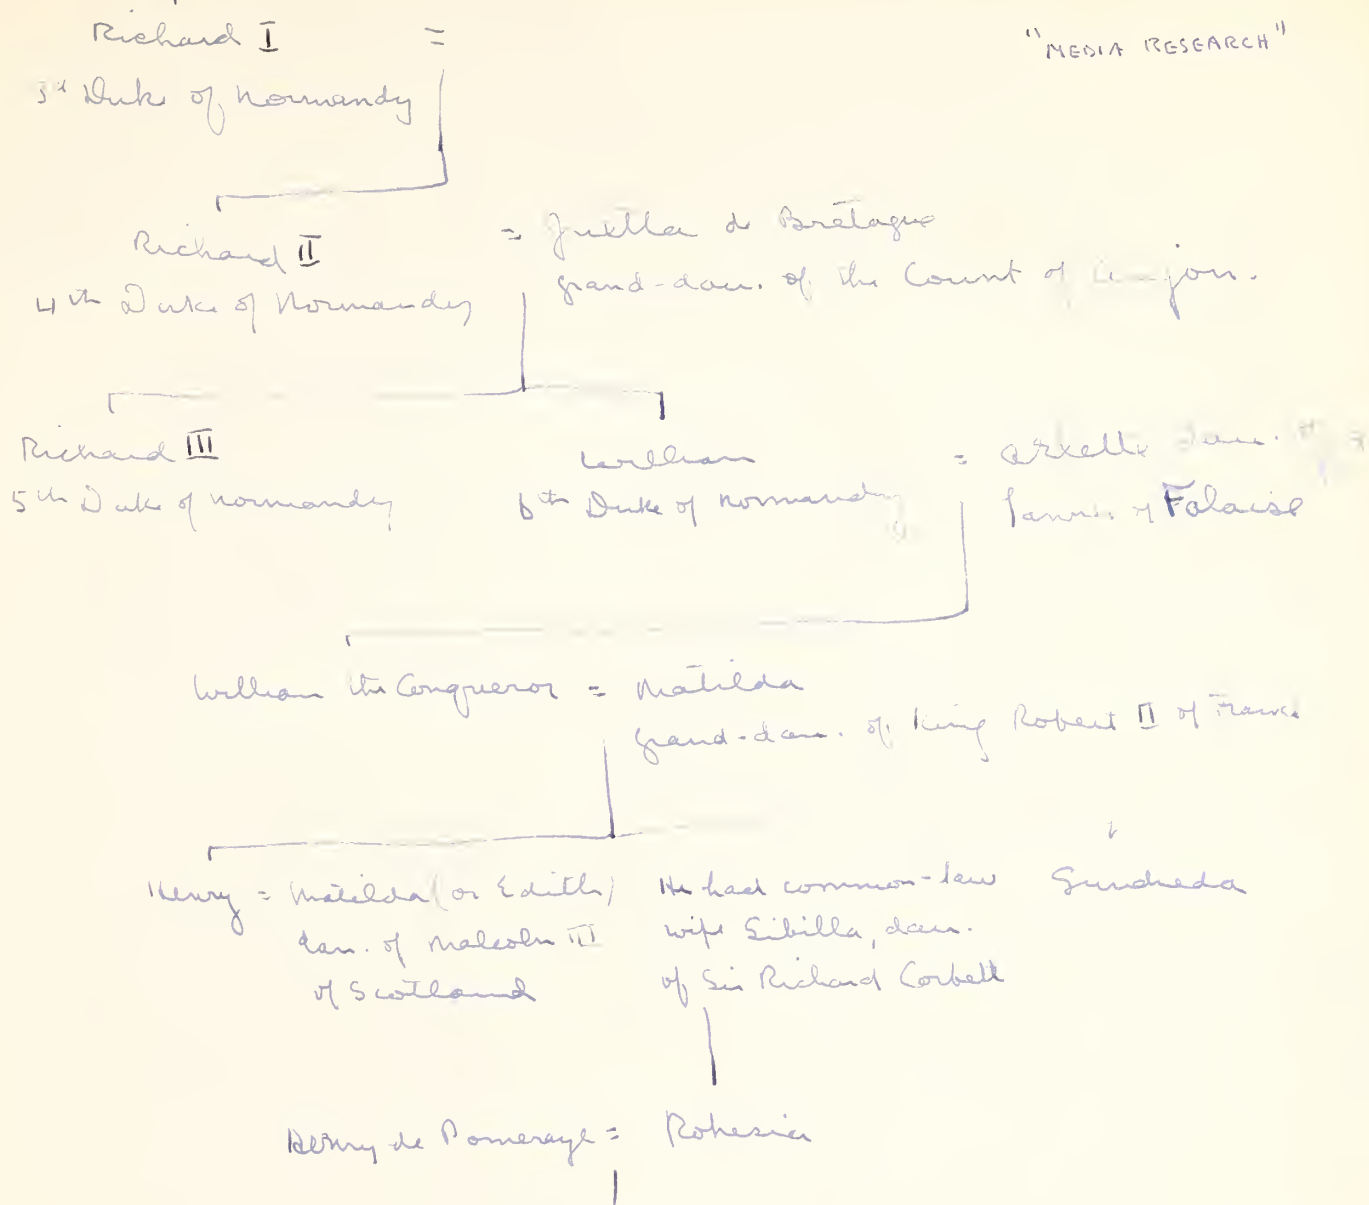 Richard I =
"MEDIA RESEARCH"
3rd Duke of Normandy
Richard II
4th Duke of Normandy
= Juetta de Bretagne
grand-dau. of the Count of Anjou.
Richard III
5th Duke of Normandy
William
6th Duke of Normandy
= Arlette dau.
of Falaise
William the Conqueror = Matilda
grand-dau. of King Robert II of France
Henry = Matilda (or Edith)
dau. of Malcolm III
of Scotland
He had common-law
wife Sibilla, dau.
of Sir Richard Corbett
Gundreda
Henry de Pomeraye = Rohesia